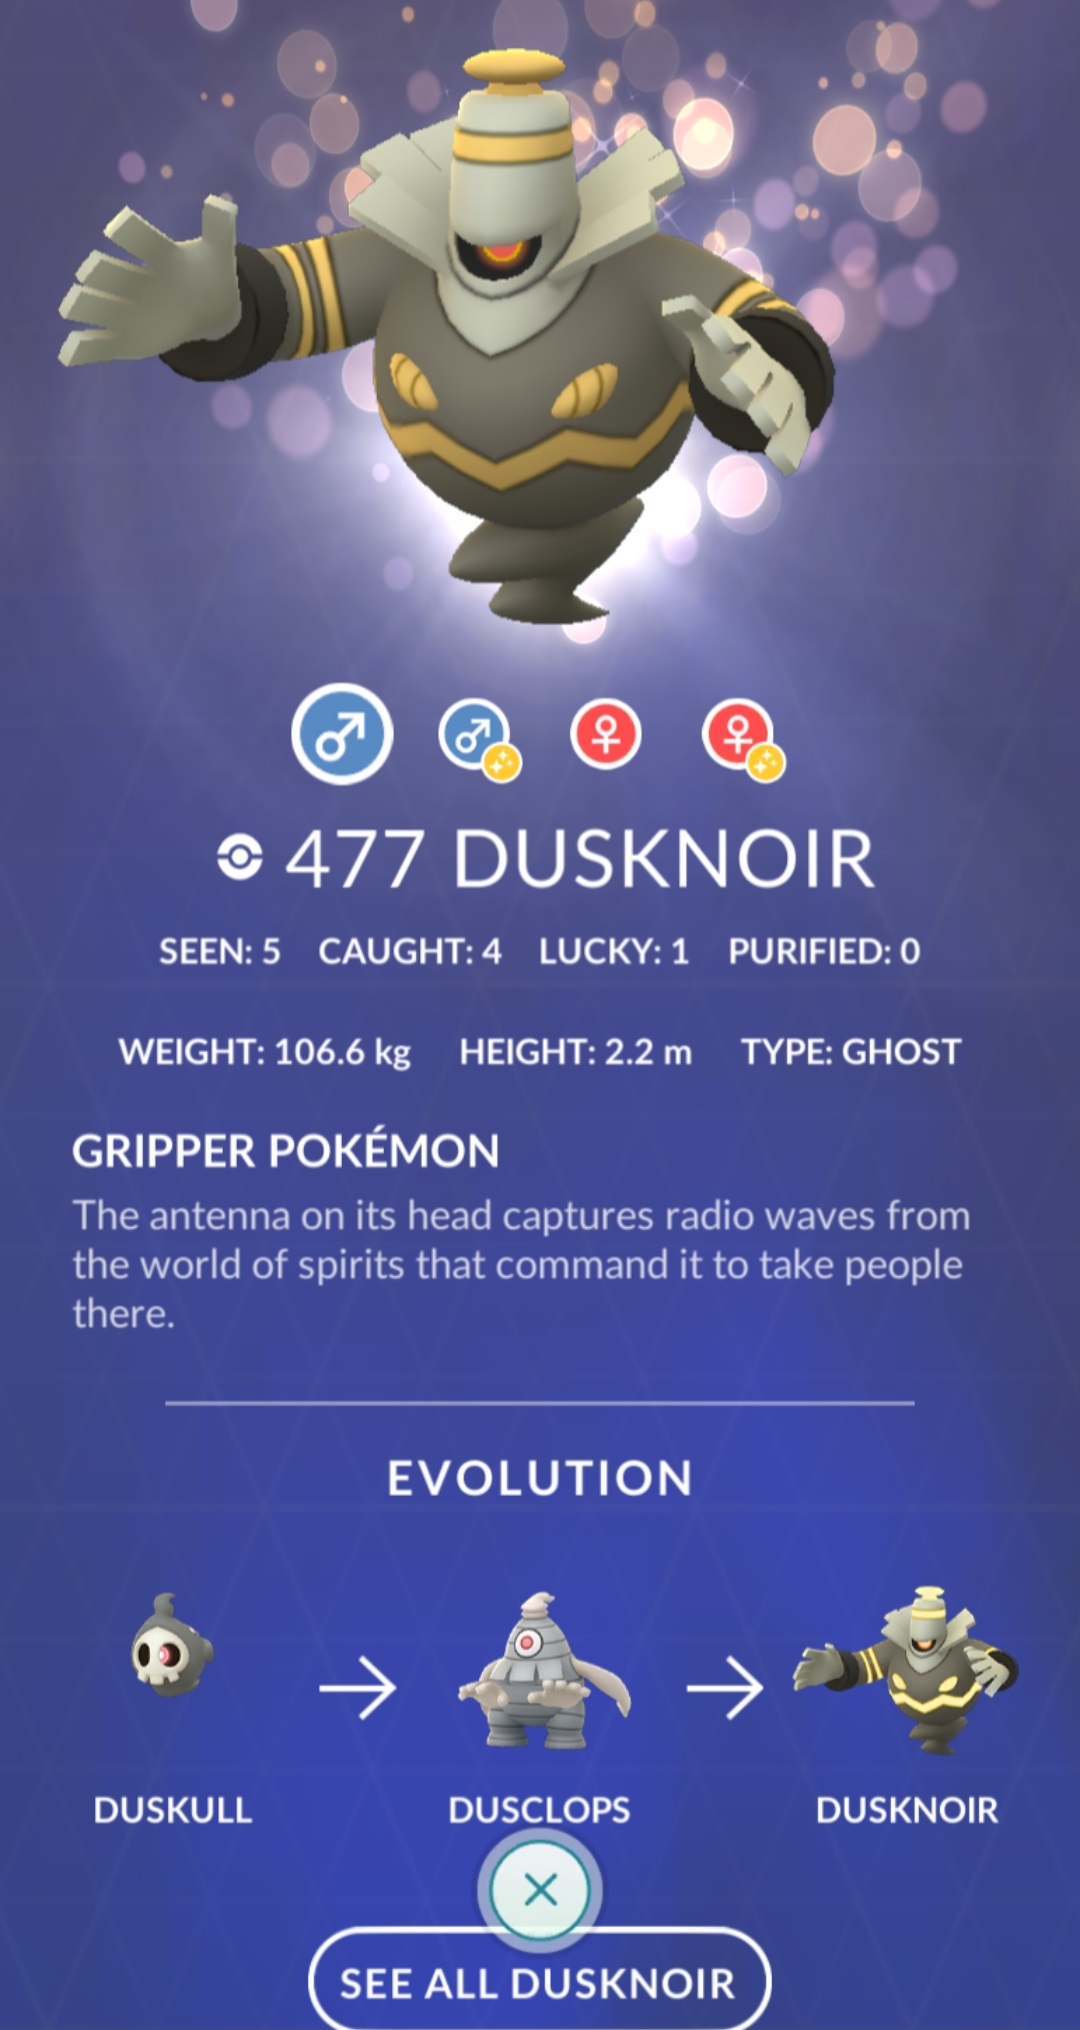 477 DUSKNOIR
SEEN: 5 CAUGHT: 4 LUCKY: 1 PURIFIED: 0
WEIGHT: 106.6 kg HEIGHT: 2.2 m TYPE: GHOST
GRIPPER POKÉMON
The antenna on its head captures radio waves from
the world of spirits that command it to take people
there.
EVOLUTION
DUSKULL DUSCLOPS DUSKNOIR
SEE ALL DUSKNOIR